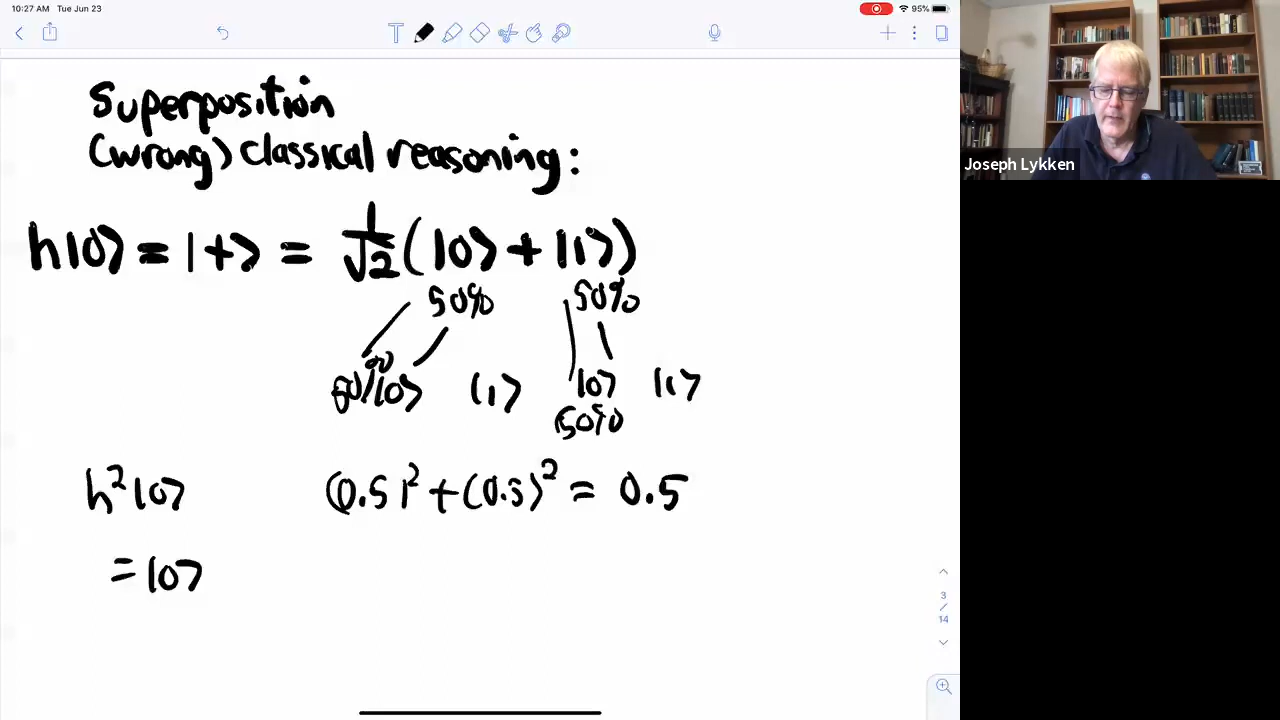 10:27 AM Tue Jun 23
95%
Superposition
(wrong) classical reasoning:
h|0> = |+> = 1/√2 (|0> + |1>)
50% 50%
50% |0> |1> |0> |1>
50%
h²|0> (0.5)² + (0.5)² = 0.5
= |0>
3
/
14
Joseph Lykken